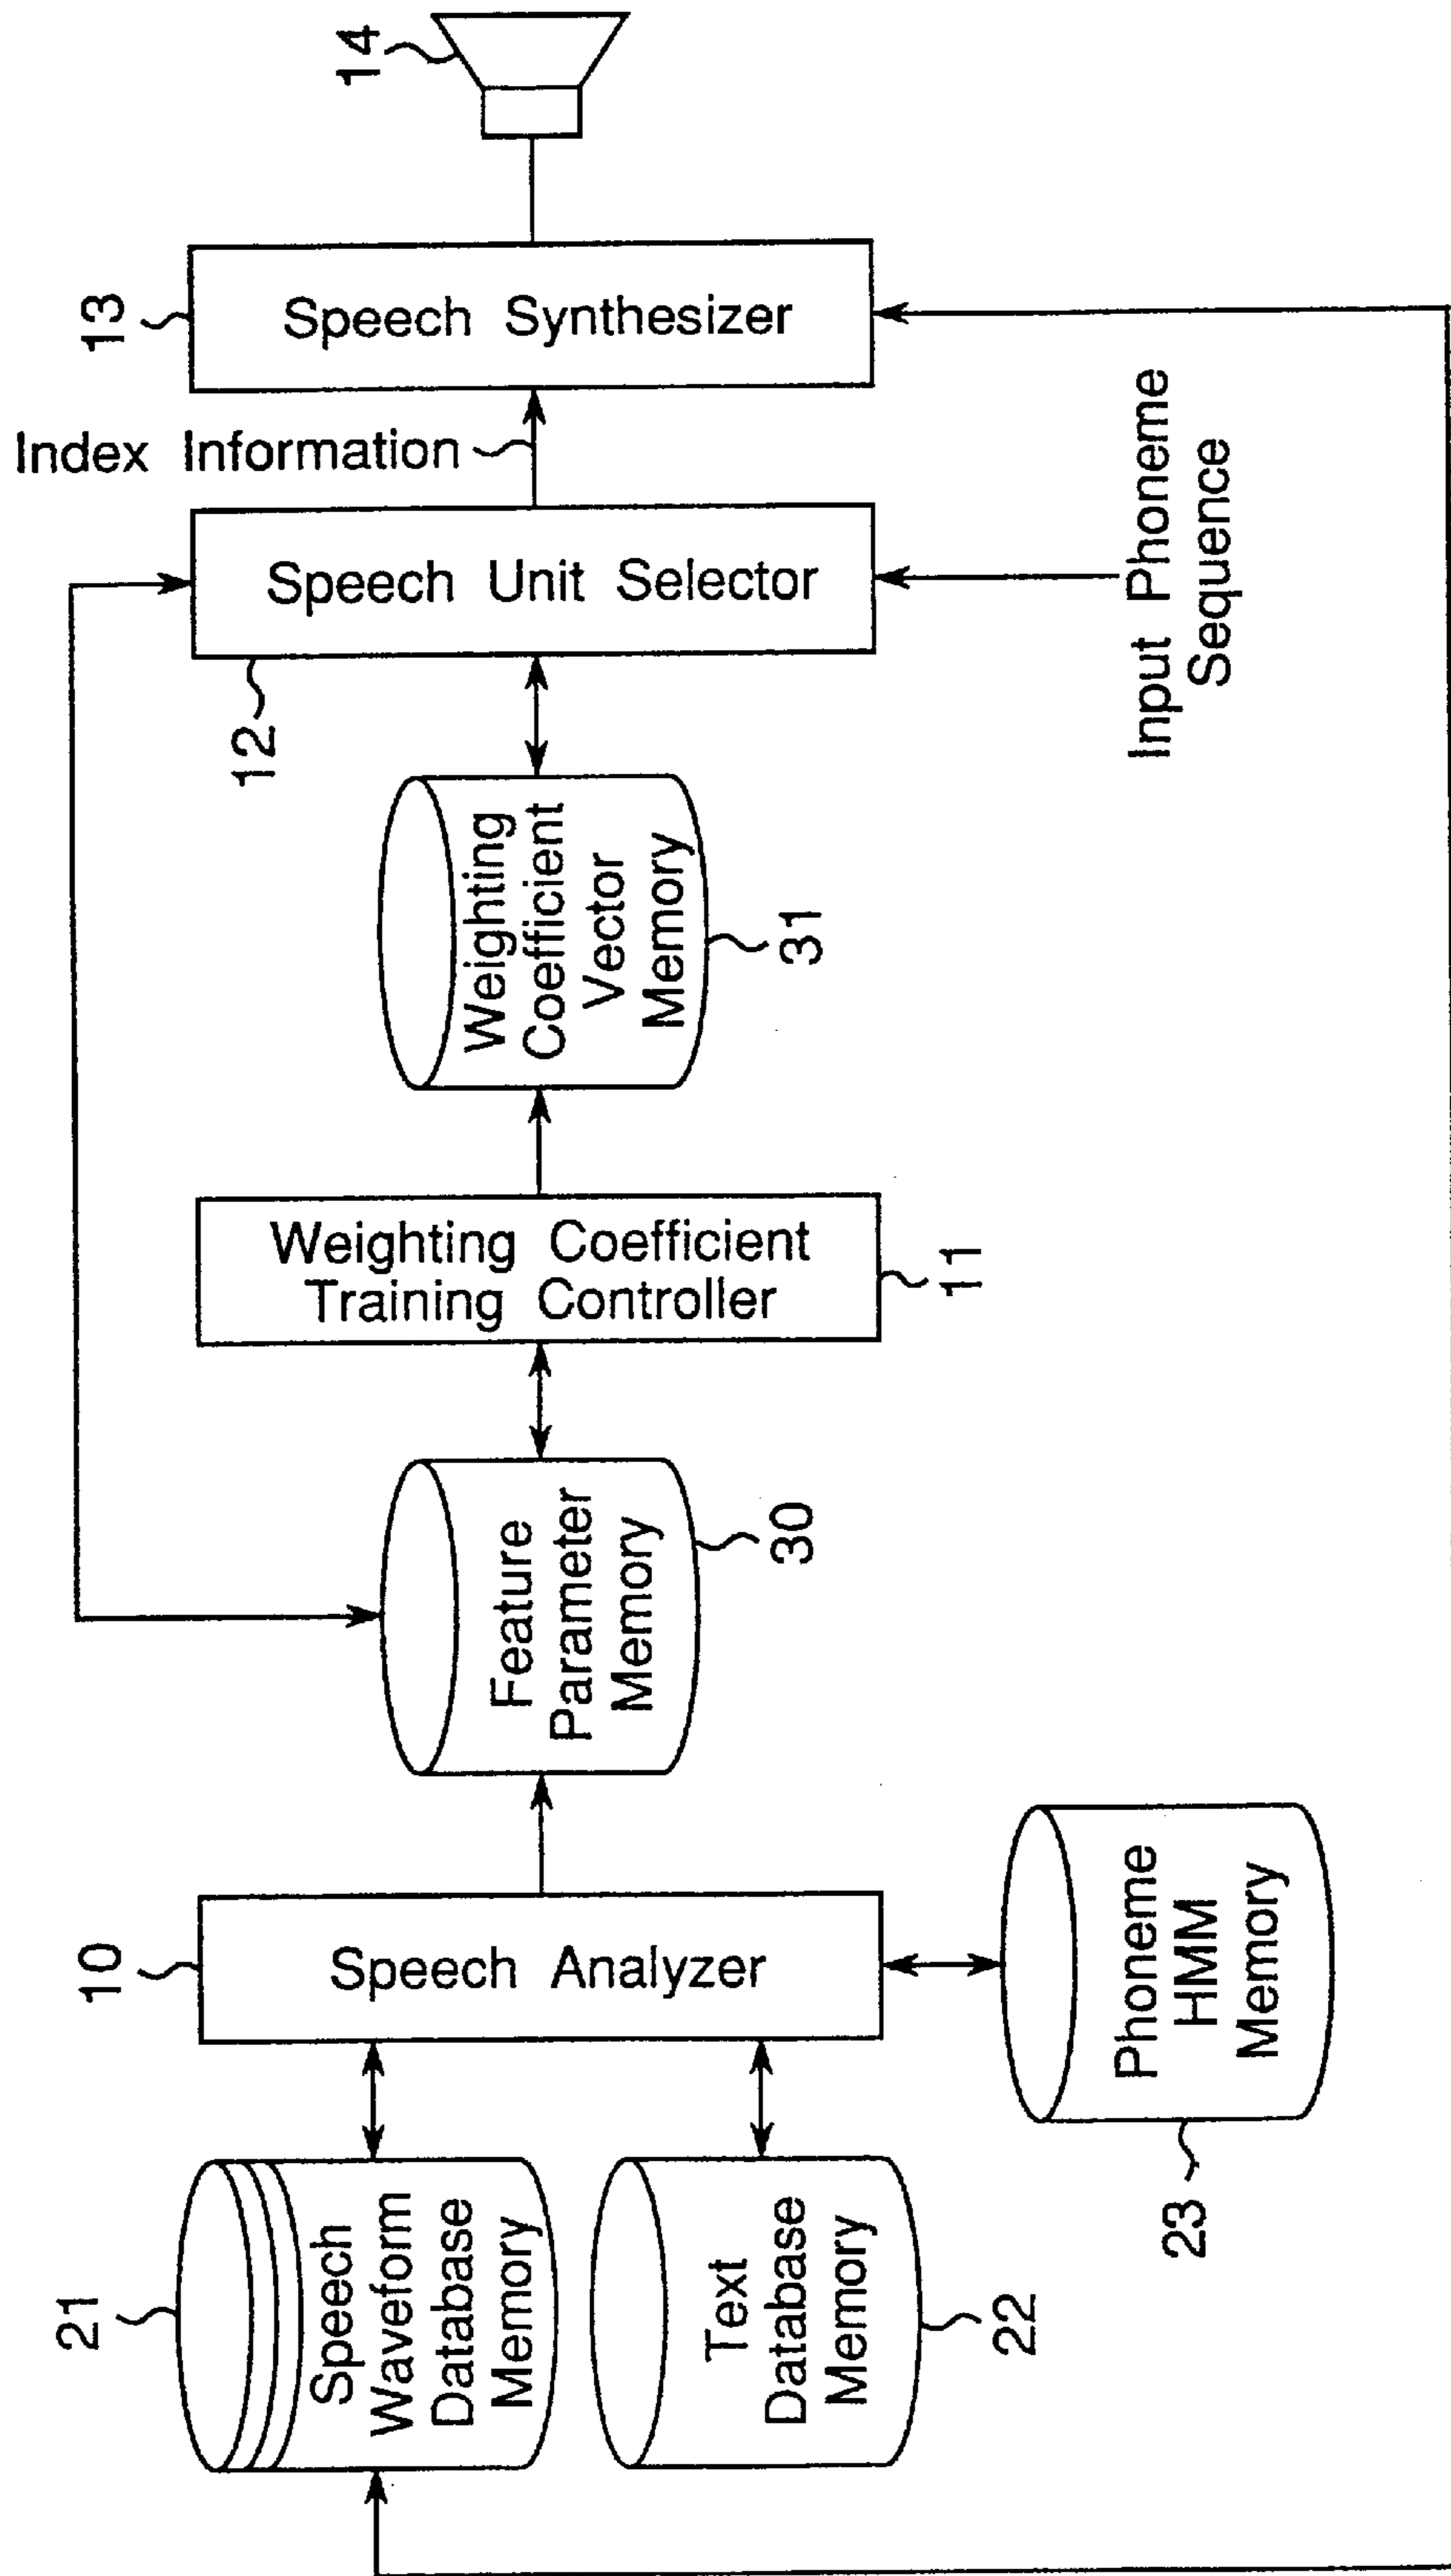 21
Speech
Waveform
Database
Memory
Text
Database
Memory
22
10
Speech Analyzer
Phoneme
HMM
Memory
23
Feature
Parameter
Memory
30
Weighting Coefficient
Training Controller
11
Weighting
Coefficient
Vector
Memory
31
12
Speech Unit Selector
Input Phoneme
Sequence
Index Information
13
Speech Synthesizer
14